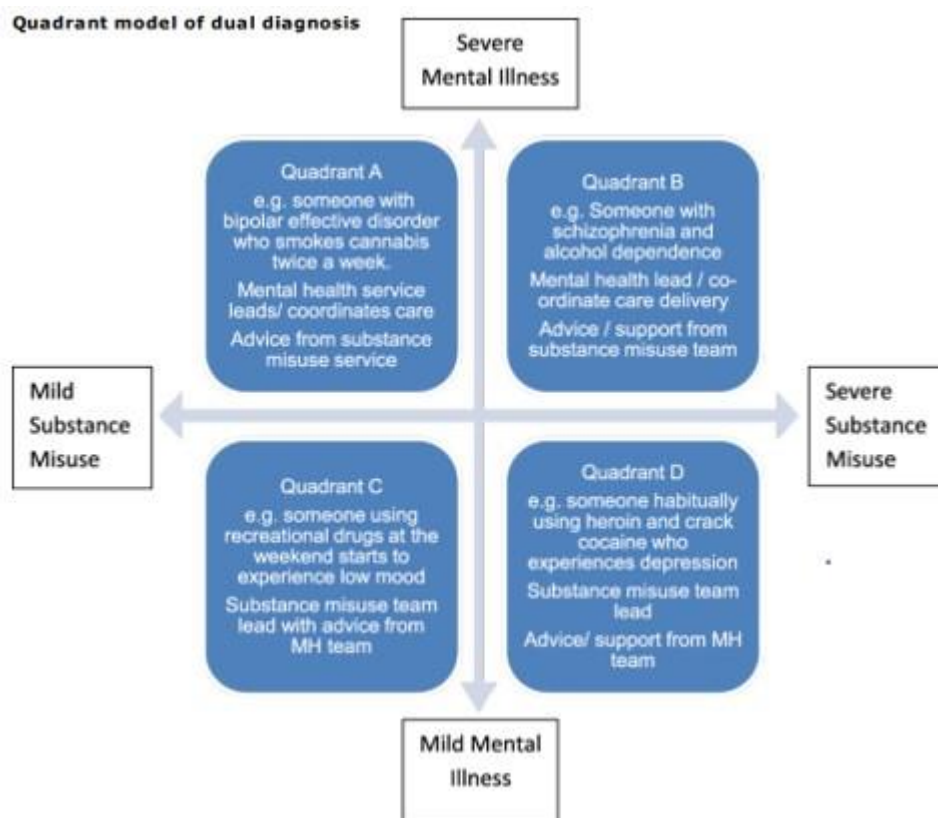 Quadrant model of dual diagnosis
Severe
Mental Illness
Quadrant A
e.g. someone with
bipolar effective disorder
who smokes cannabis
twice a week.
Mental health service
leads/ coordinates care
Advice from substance
misuse service
Quadrant B
e.g. Someone with
schizophrenia and
alcohol dependence
Mental health lead / co-
ordinate care delivery
Advice / support from
substance misuse team
Mild
Substance
Misuse
Severe
Substance
Misuse
Quadrant C
e.g. someone using
recreational drugs at the
weekend starts to
experience low mood
Substance misuse team
lead with advice from
MH team
Quadrant D
e.g. someone habitually
using heroin and crack
cocaine who
experiences depression
Substance misuse team
lead
Advice/ support from MH
team
Mild Mental
Illness